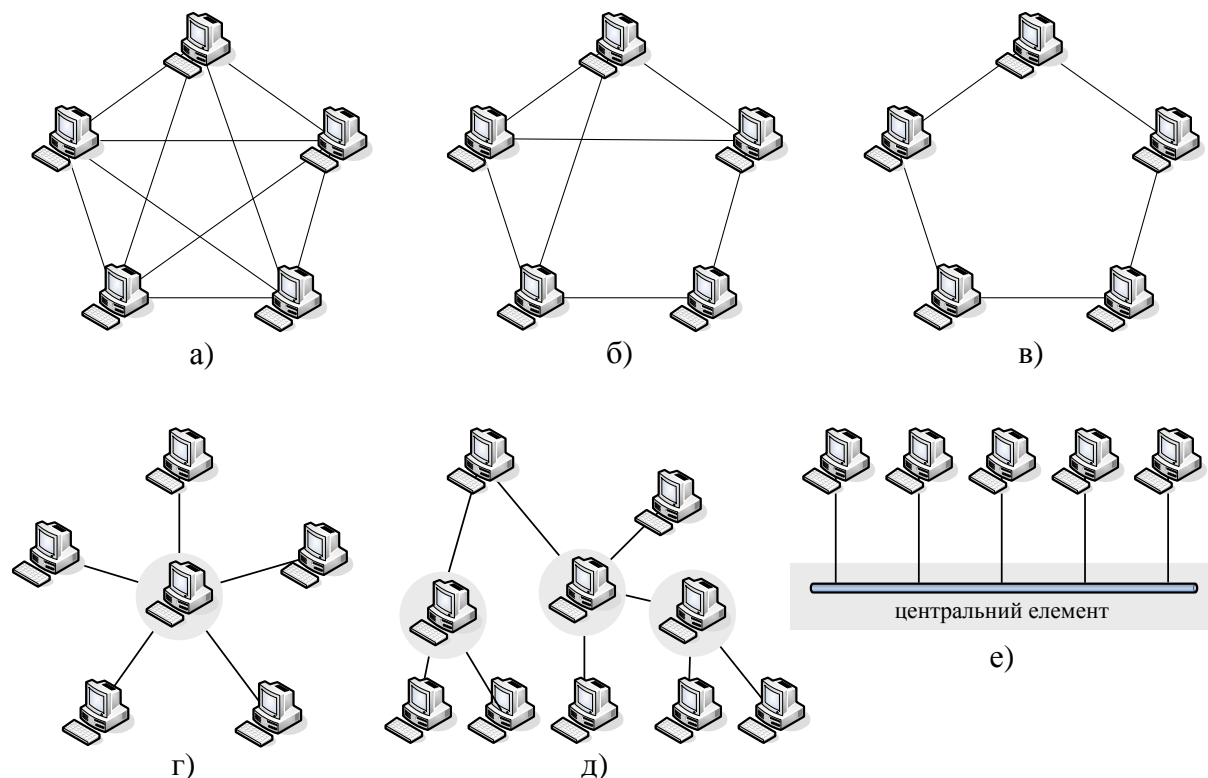 а)
б)
в)
центральний елемент
г)
д)
е)